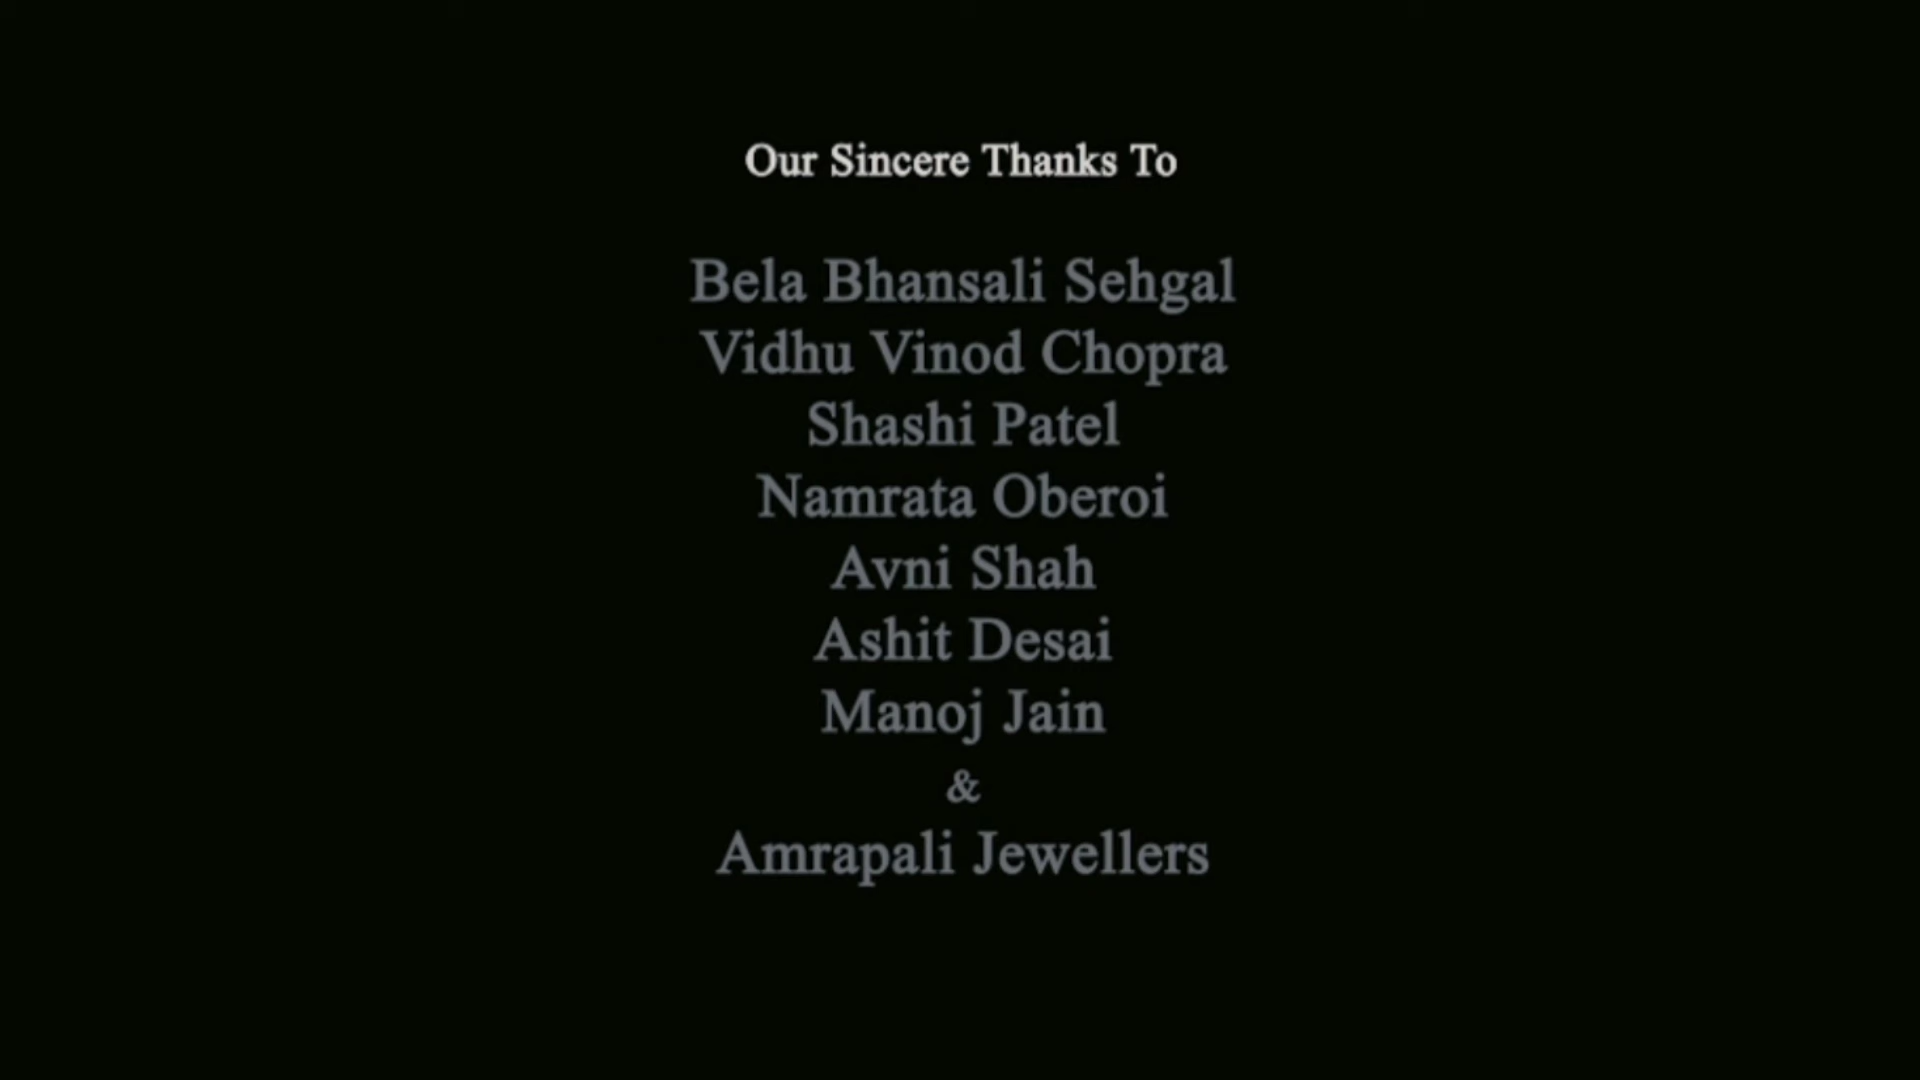 Our Sincere Thanks To
Bela Bhansali Sehgal
Vidhu Vinod Chopra
Shashi Patel
Namrata Oberoi
Avni Shah
Ashit Desai
Manoj Jain
&
Amrapali Jewellers